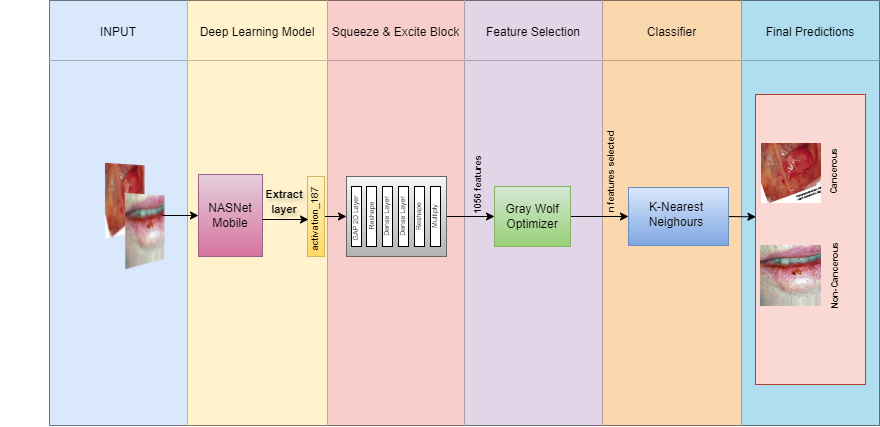 INPUT
Deep Learning Model
Squeeze & Excite Block
Feature Selection
Classifier
Final Predictions
NASNet
Mobile
Extract
layer
activation_187
GAP 2D Layer
Reshape
Dense Layer
Dense Layer
Reshape
Multiply
1056 features
Gray Wolf
Optimizer
n features selected
K-Nearest
Neighours
Cancerous
Non-Cancerous